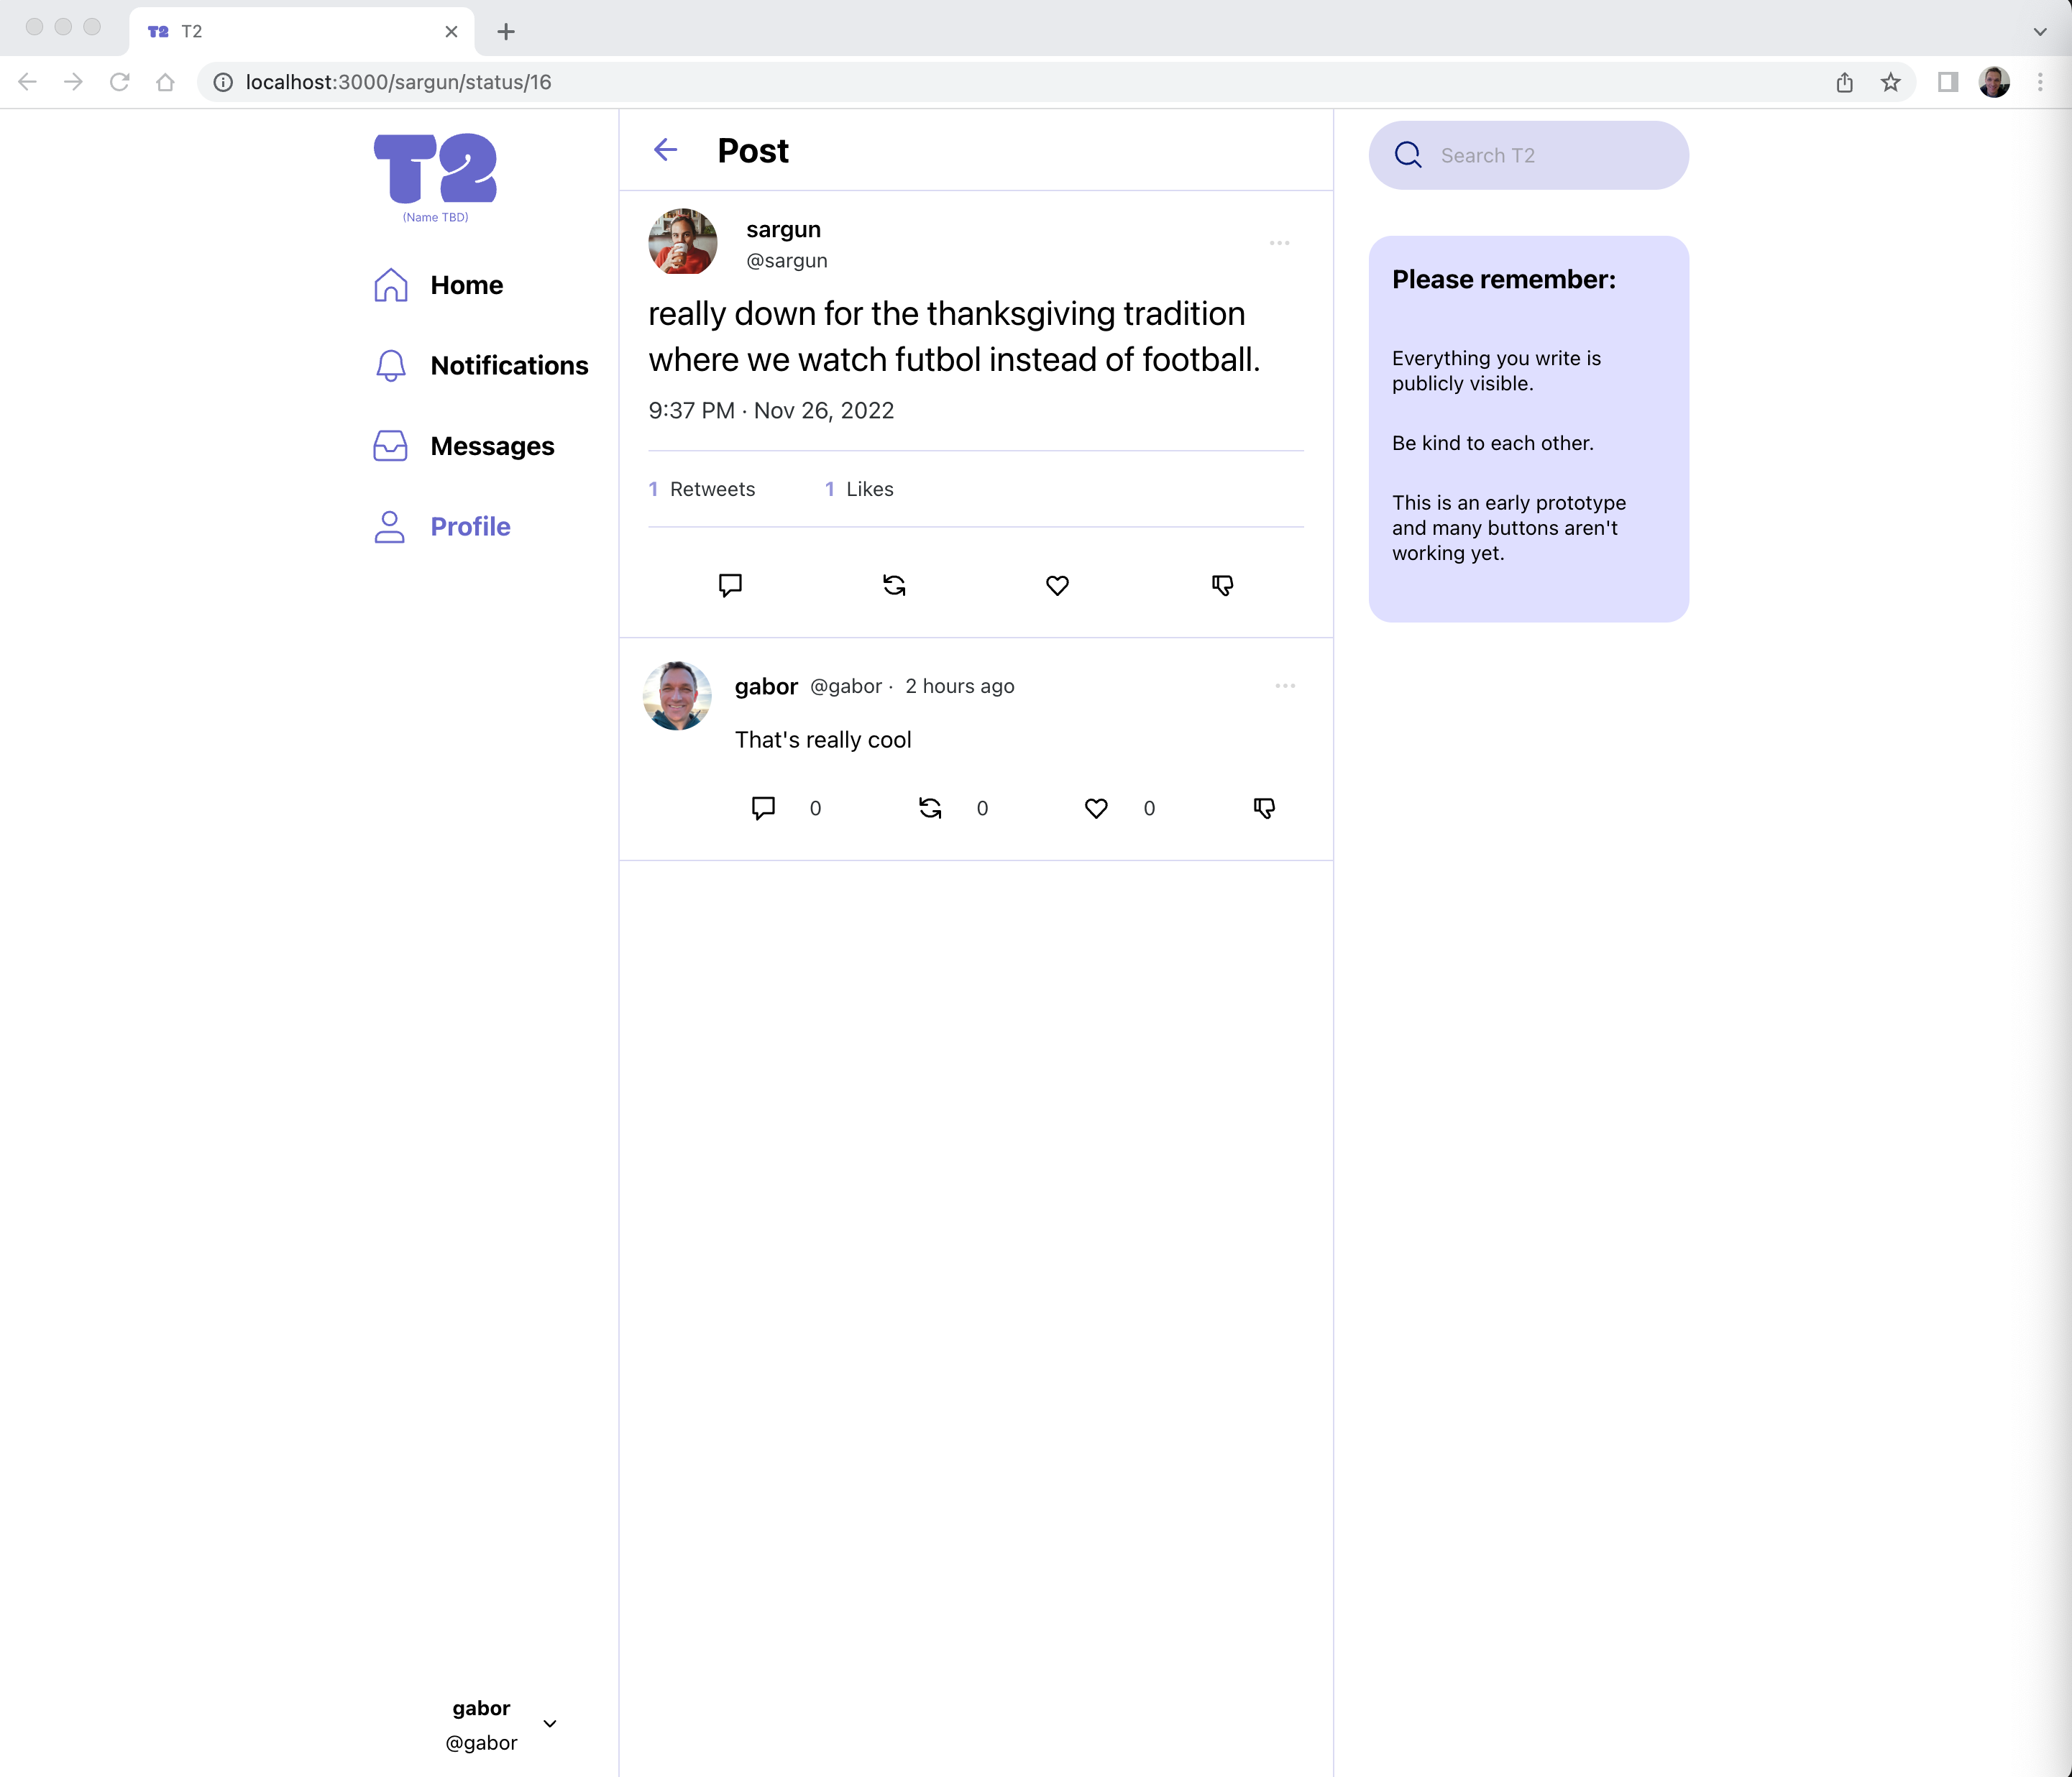 T2 T2
localhost:3000/sargun/status/16
T2
(Name TBD)
Home
Notifications
Messages
Profile
Post
sargun
@sargun
really down for the thanksgiving tradition
where we watch futbol instead of football.
9:37 PM · Nov 26, 2022
1 Retweets 1 Likes
gabor @gabor · 2 hours ago
That's really cool
0 0 0
Search T2
Please remember:
Everything you write is
publicly visible.
Be kind to each other.
This is an early prototype
and many buttons aren't
working yet.
gabor
@gabor